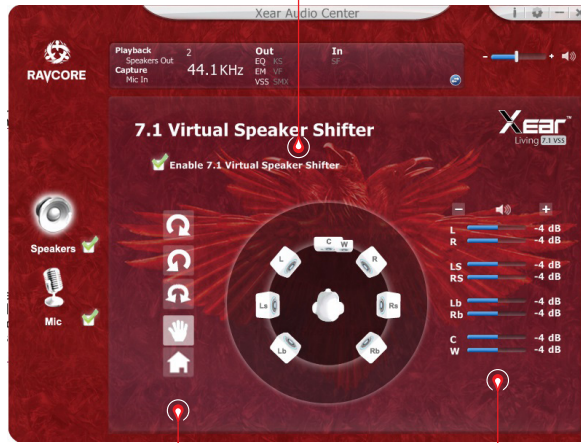 Xear Audio Center
i
RAVCORE
Playback 2
Speakers Out
Capture
Mic In
44.1 KHz
Out
EQ KS
EM VF
VSS SMX
In
SF
- +
7.1 Virtual Speaker Shifter
Enable 7.1 Virtual Speaker Shifter
Xear™
Living 7.1 VSS
Speakers
Mic
C W
L R
Ls Rs
Lb Rb
- +
L -4 dB
R -4 dB
LS -4 dB
RS -4 dB
Lb -4 dB
Rb -4 dB
C -4 dB
W -4 dB